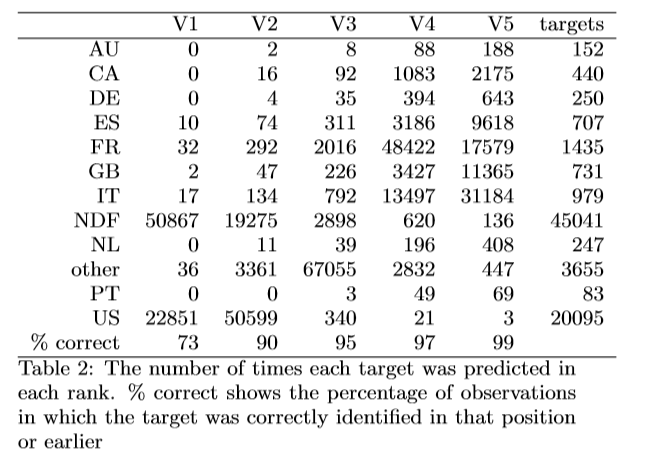 V1 V2 V3 V4 V5 targets
AU 0 2 8 88 188 152
CA 0 16 92 1083 2175 440
DE 0 4 35 394 643 250
ES 10 74 311 3186 9618 707
FR 32 292 2016 48422 17579 1435
GB 2 47 226 3427 11365 731
IT 17 134 792 13497 31184 979
NDF 50867 19275 2898 620 136 45041
NL 0 11 39 196 408 247
other 36 3361 67055 2832 447 3655
PT 0 0 3 49 69 83
US 22851 50599 340 21 3 20095
% correct 73 90 95 97 99
Table 2: The number of times each target was predicted in
each rank. % correct shows the percentage of observations
in which the target was correctly identified in that position
or earlier